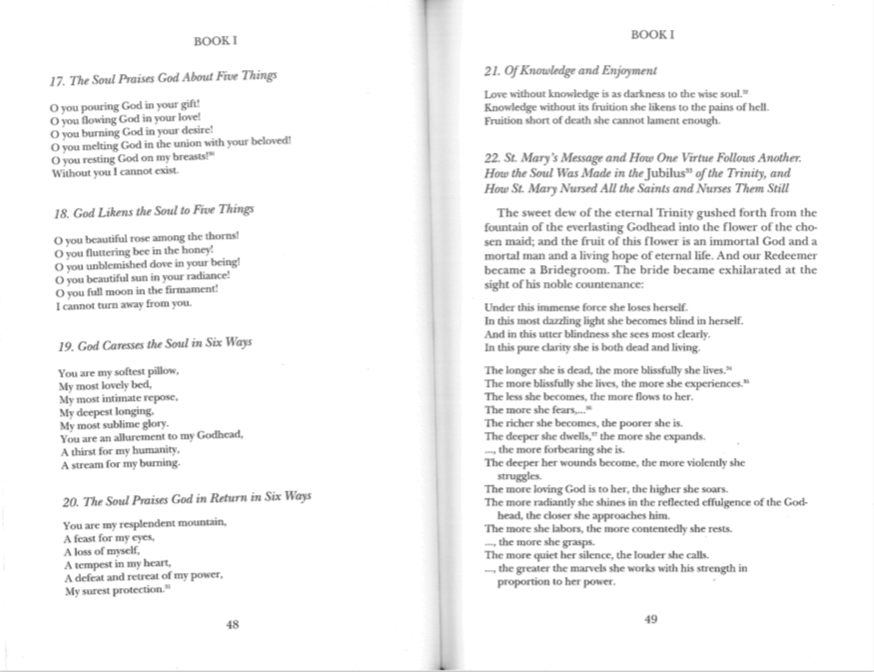 BOOK I
17. The Soul Praises God About Five Things
O you pouring God in your gift!
O you flowing God in your love!
O you burning God in your desire!
O you melting God in the union with your beloved!
O you resting God on my breasts!
Without you I cannot exist.
18. God Likens the Soul to Five Things
O you beautiful rose among the thorns!
O you fluttering bee in the honey!
O you unblemished dove in your being!
O you beautiful sun in your radiance!
O you full moon in the firmament!
I cannot turn away from you.
19. God Caresses the Soul in Six Ways
You are my softest pillow,
My most lovely bed,
My most intimate repose,
My deepest longing,
My most sublime glory.
You are an allurement to my Godhead,
A thirst for my humanity,
A stream for my burning.
20. The Soul Praises God in Return in Six Ways
You are my resplendent mountain,
A feast for my eyes,
A loss of myself,
A tempest in my heart,
A defeat and retreat of my power,
My surest protection.
48
BOOK I
21. Of Knowledge and Enjoyment
Love without knowledge is as darkness to the wise soul.
Knowledge without its fruition she likens to the pains of hell.
Fruition short of death she cannot lament enough.
22. St. Mary's Message and How One Virtue Follows Another.
How the Soul Was Made in the Jubilus of the Trinity, and
How St. Mary Nursed All the Saints and Nurses Them Still
The sweet dew of the eternal Trinity gushed forth from the
fountain of the everlasting Godhead into the flower of the cho-
sen maid; and the fruit of this flower is an immortal God and a
mortal man and a living hope of eternal life. And our Redeemer
became a Bridegroom. The bride became exhilarated at the
sight of his noble countenance:
Under this immense force she loses herself.
In this most dazzling light she becomes blind in herself.
And in this utter blindness she sees most clearly.
In this pure clarity she is both dead and living.
The longer she is dead, the more blissfully she lives.
The more blissfully she lives, the more she experiences.
The less she becomes, the more flows to her.
The more she fears,...
The richer she becomes, the poorer she is.
The deeper she dwells, the more she expands.
..., the more forbearing she is.
The deeper her wounds become, the more violently she
struggles.
The more loving God is to her, the higher she soars.
The more radiantly she shines in the reflected effulgence of the God-
head, the closer she approaches him.
The more she labors, the more contentedly she rests.
..., the more she grasps.
The more quiet her silence, the louder she calls.
..., the greater the marvels she works with his strength in
proportion to her power.
49